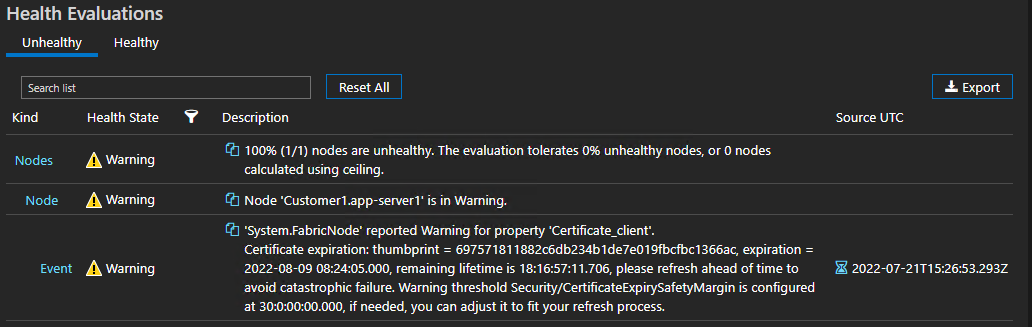 Health Evaluations
Unhealthy Healthy
Search list Reset All Export
Kind Health State Description Source UTC
Nodes Warning 100% (1/1) nodes are unhealthy. The evaluation tolerates 0% unhealthy nodes, or 0 nodes
calculated using ceiling.
Node Warning Node 'Customer1.app-server1' is in Warning.
'System.FabricNode' reported Warning for property 'Certificate_client'.
Certificate expiration: thumbprint = 697571811882c6db234b1de7e019fbcfbc1366ac, expiration =
Event Warning 2022-08-09 08:24:05.000, remaining lifetime is 18:16:57:11.706, please refresh ahead of time to 2022-07-21T15:26:53.293Z
avoid catastrophic failure. Warning threshold Security/CertificateExpirySafetyMargin is configured
at 30:0:00:00.000, if needed, you can adjust it to fit your refresh process.